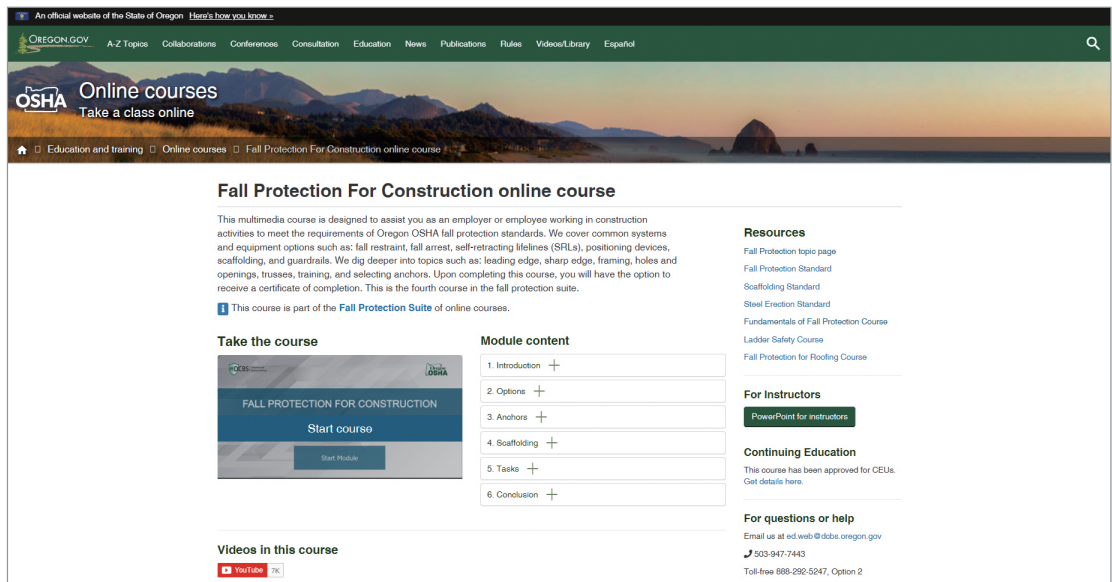 An official website of the State of Oregon Here's how you know »
OREGON.GOV
A-Z Topics Collaborations Conferences Consultation Education News Publications Rules Videos/Library Español
OSHA
Online courses
Take a class online
Education and training Online courses Fall Protection For Construction online course
Fall Protection For Construction online course
This multimedia course is designed to assist you as an employer or employee working in construction
activities to meet the requirements of Oregon OSHA fall protection standards. We cover common systems
and equipment options such as: fall restraint, fall arrest, self-retracting lifelines (SRLs), positioning devices,
scaffolding, and guardrails. We dig deeper into topics such as: leading edge, sharp edge, framing, holes and
openings, trusses, training, and selecting anchors. Upon completing this course, you will have the option to
receive a certificate of completion. This is the fourth course in the fall protection suite.
This course is part of the Fall Protection Suite of online courses.
Take the course
DCBS
Oregon
OSHA
FALL PROTECTION FOR CONSTRUCTION
Start course
Start Module
Module content
1. Introduction
2. Options
3. Anchors
4. Scaffolding
5. Tasks
6. Conclusion
Videos in this course
YouTube 7K
Resources
Fall Protection topic page
Fall Protection Standard
Scaffolding Standard
Steel Erection Standard
Fundamentals of Fall Protection Course
Ladder Safety Course
Fall Protection for Roofing Course
For Instructors
PowerPoint for instructors
Continuing Education
This course has been approved for CEUs.
Get details here.
For questions or help
Email us at ed.web@dcbs.oregon.gov
503-947-7443
Toll-free 888-292-5247, Option 2